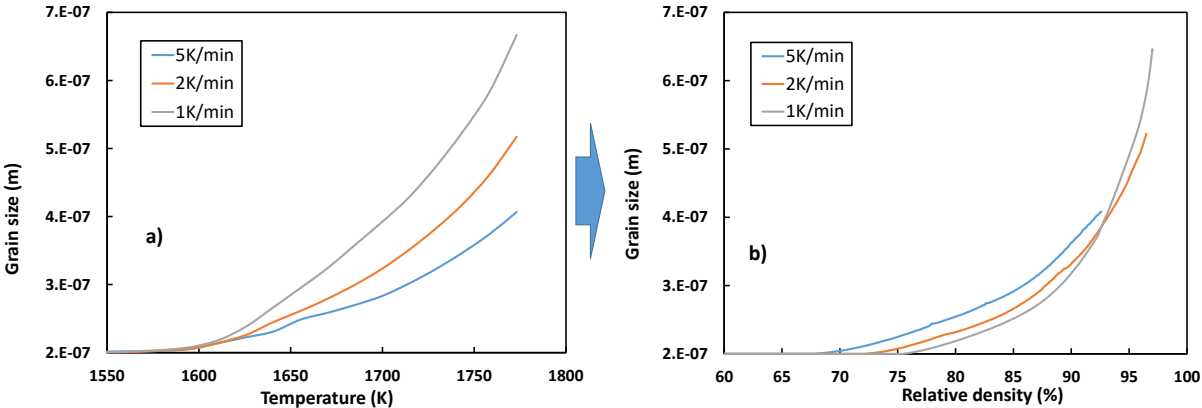 7.E-07
6.E-07
5.E-07
4.E-07
3.E-07
2.E-07
Grain size (m)
5K/min
2K/min
1K/min
a)
1550 1600 1650 1700 1750 1800
Temperature (K)
7.E-07
6.E-07
5.E-07
4.E-07
3.E-07
2.E-07
Grain size (m)
5K/min
2K/min
1K/min
b)
60 65 70 75 80 85 90 95 100
Relative density (%)